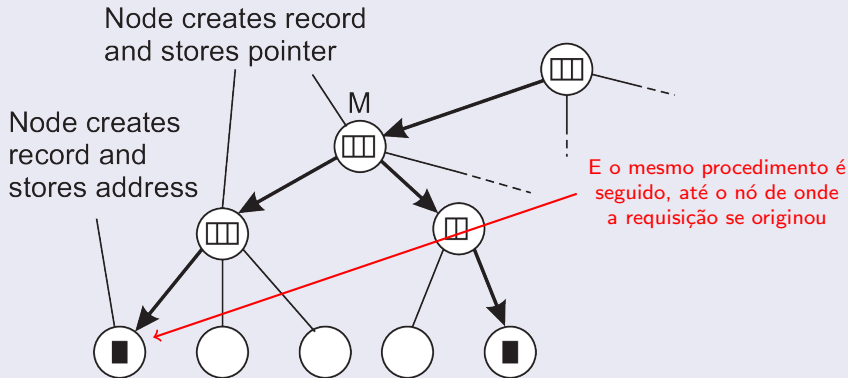 Node creates record
and stores pointer
M
Node creates
record and
stores address
E o mesmo procedimento é
seguido, até o nó de onde
a requisição se originou